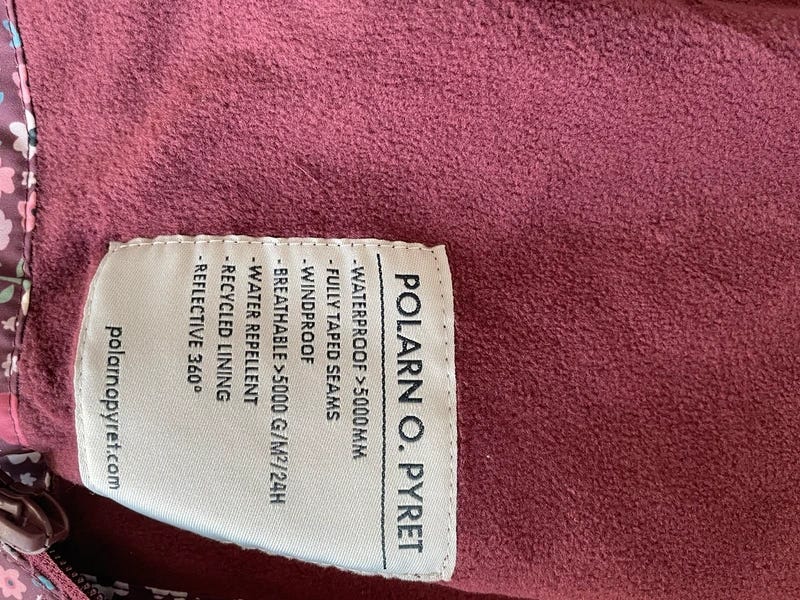 POLARN O. PYRET
-WATERPROOF >5000MM
-FULLY TAPED SEAMS
-WINDPROOF
-BREATHABLE >5000 G/M²/24H
-WATER REPELLENT
-RECYCLED LINING
-REFLECTIVE 360°
polarnopyret.com